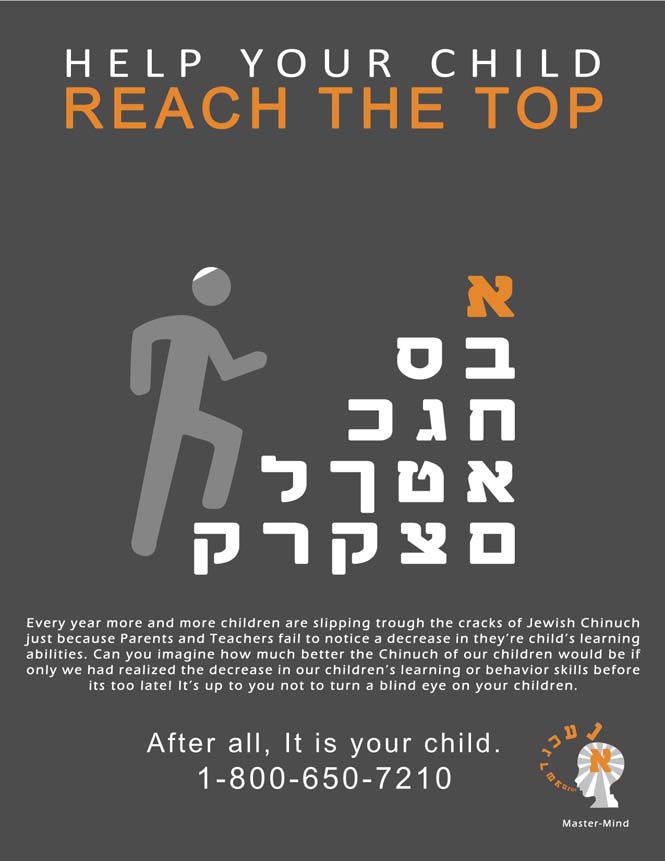 HELP YOUR CHILD
REACH THE TOP
א
בס
חגכ
אטךל
םצקרק
Every year more and more children are slipping trough the cracks of Jewish Chinuch
just because Parents and Teachers fail to notice a decrease in they're child's learning
abilities. Can you imagine how much better the Chinuch of our children would be if
only we had realized the decrease in our children's learning or behavior skills before
its too late! It's up to you not to turn a blind eye on your children.
After all, It is your child.
1-800-650-7210
א
Master-Mind